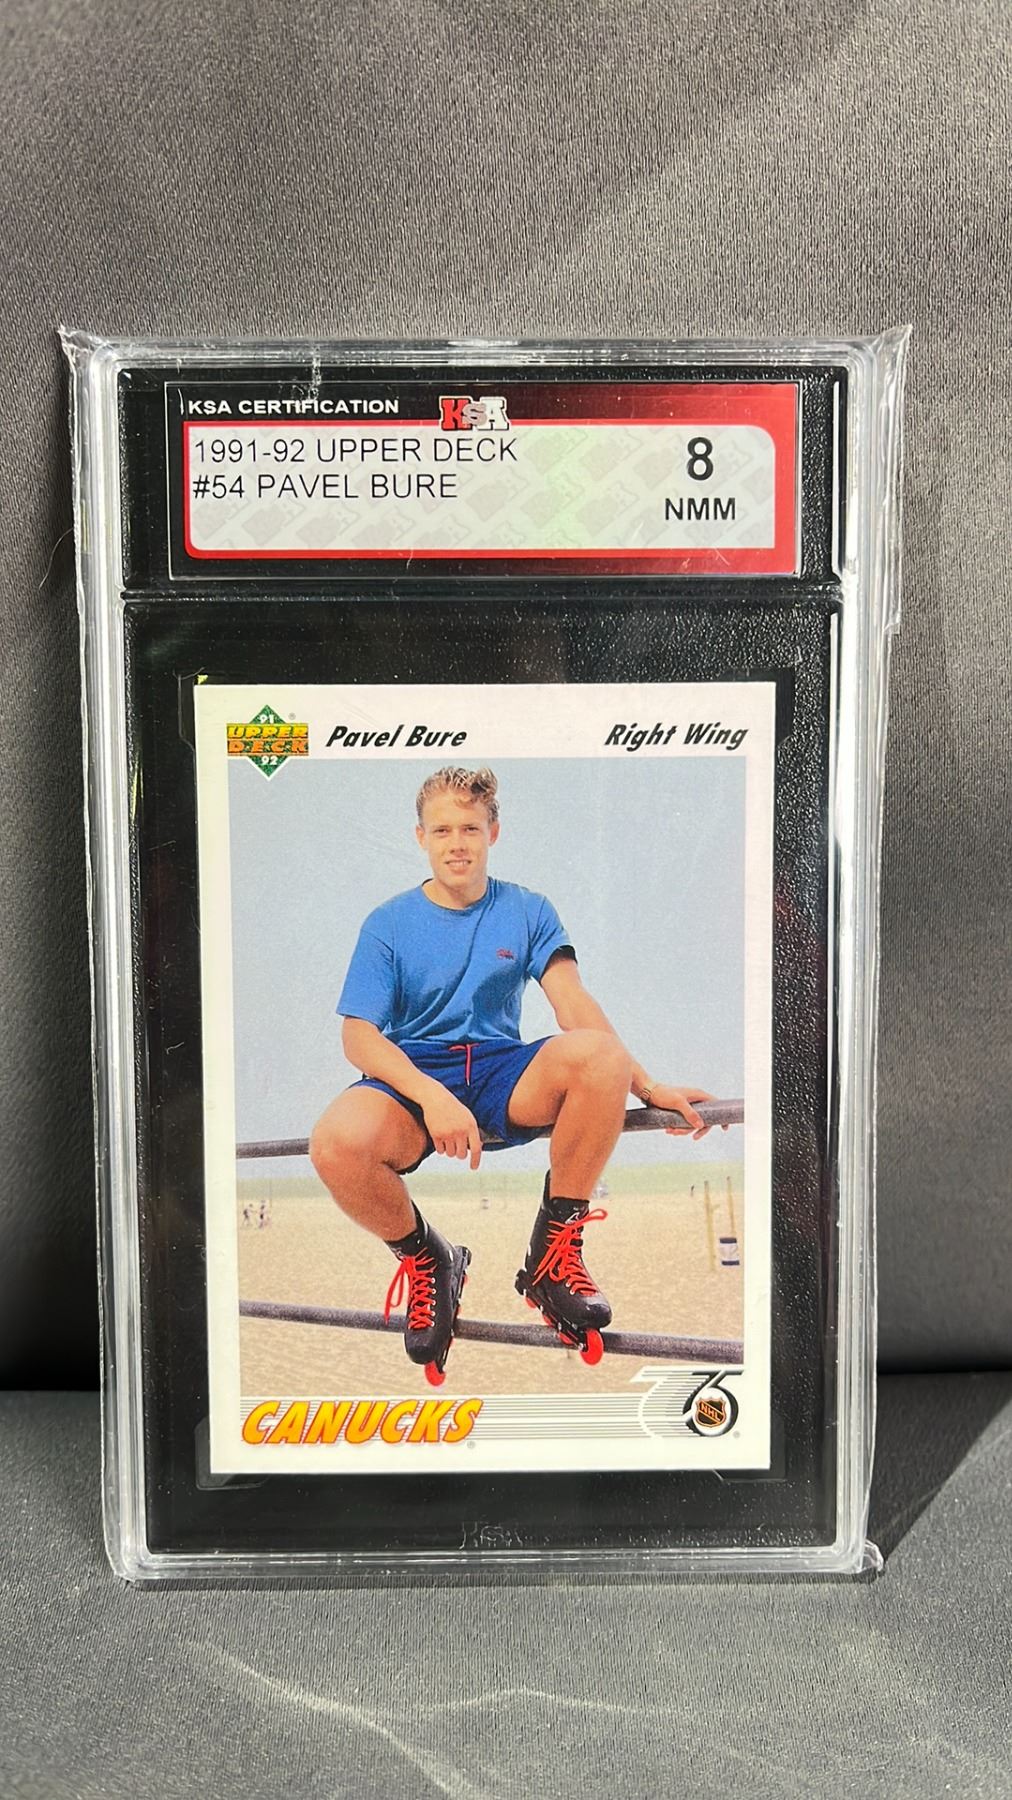 KSA CERTIFICATION
KSA
1991-92 UPPER DECK
#54 PAVEL BURE
8
NMM
91
UPPER
DECK
92
Pavel Bure
Right Wing
CANUCKS
75
NHL
KSA